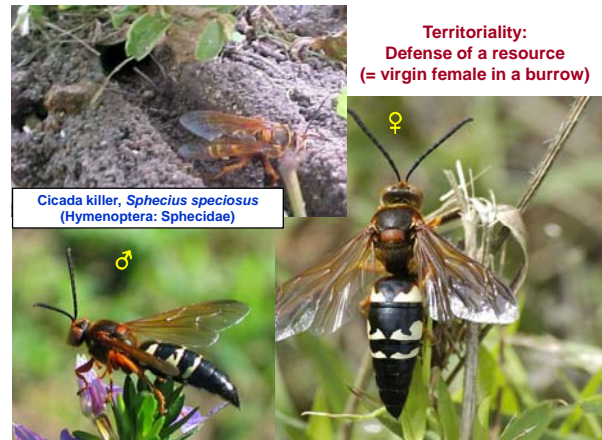 Territoriality:
Defense of a resource
(= virgin female in a burrow)
♀
Cicada killer, Sphecius speciosus
(Hymenoptera: Sphecidae)
♂